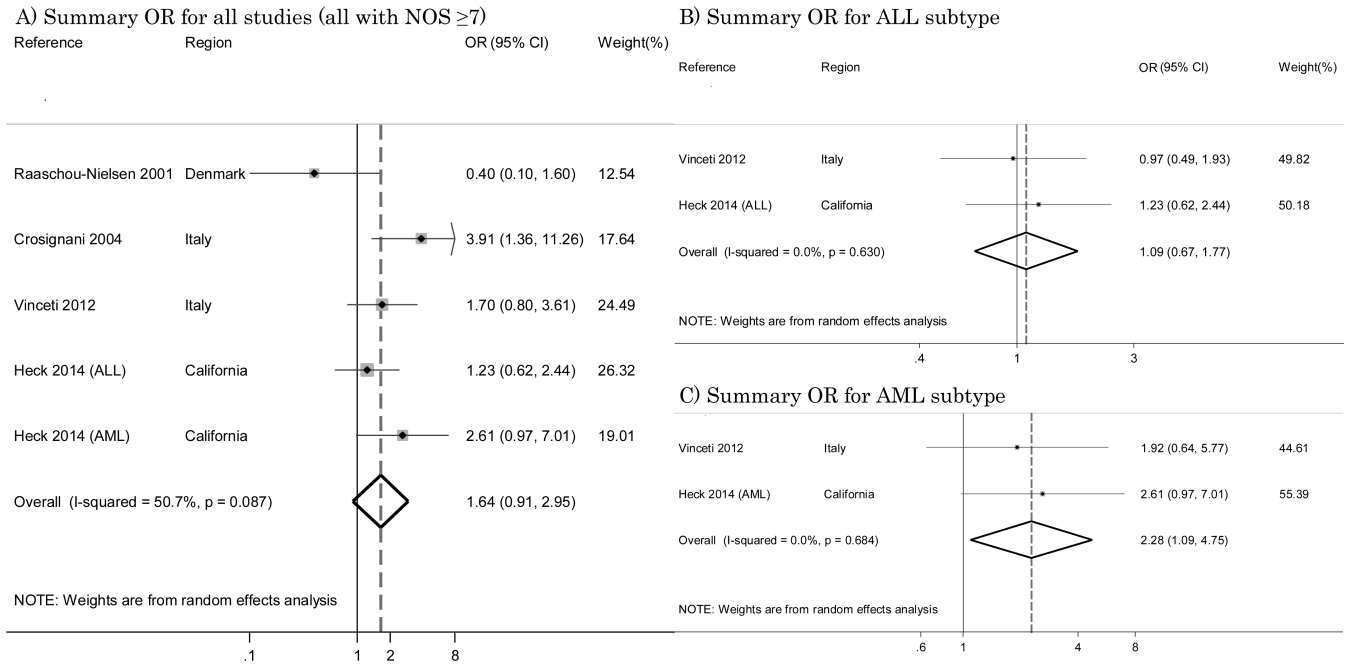 A) Summary OR for all studies (all with NOS ≥7)
Reference Region OR (95% CI) Weight(%)
Raaschou-Nielsen 2001 Denmark 0.40 (0.10, 1.60) 12.54
Crosignani 2004 Italy 3.91 (1.36, 11.26) 17.64
Vinceti 2012 Italy 1.70 (0.80, 3.61) 24.49
Heck 2014 (ALL) California 1.23 (0.62, 2.44) 26.32
Heck 2014 (AML) California 2.61 (0.97, 7.01) 19.01
Overall (I-squared = 50.7%, p = 0.087) 1.64 (0.91, 2.95)
NOTE: Weights are from random effects analysis
.1 1 2 8
B) Summary OR for ALL subtype
Reference Region OR (95% CI) Weight(%)
Vinceti 2012 Italy 0.97 (0.49, 1.93) 49.82
Heck 2014 (ALL) California 1.23 (0.62, 2.44) 50.18
Overall (I-squared = 0.0%, p = 0.630) 1.09 (0.67, 1.77)
NOTE: Weights are from random effects analysis
.4 1 3
C) Summary OR for AML subtype
Vinceti 2012 Italy 1.92 (0.64, 5.77) 44.61
Heck 2014 (AML) California 2.61 (0.97, 7.01) 55.39
Overall (I-squared = 0.0%, p = 0.684) 2.28 (1.09, 4.75)
NOTE: Weights are from random effects analysis
.6 1 4 8